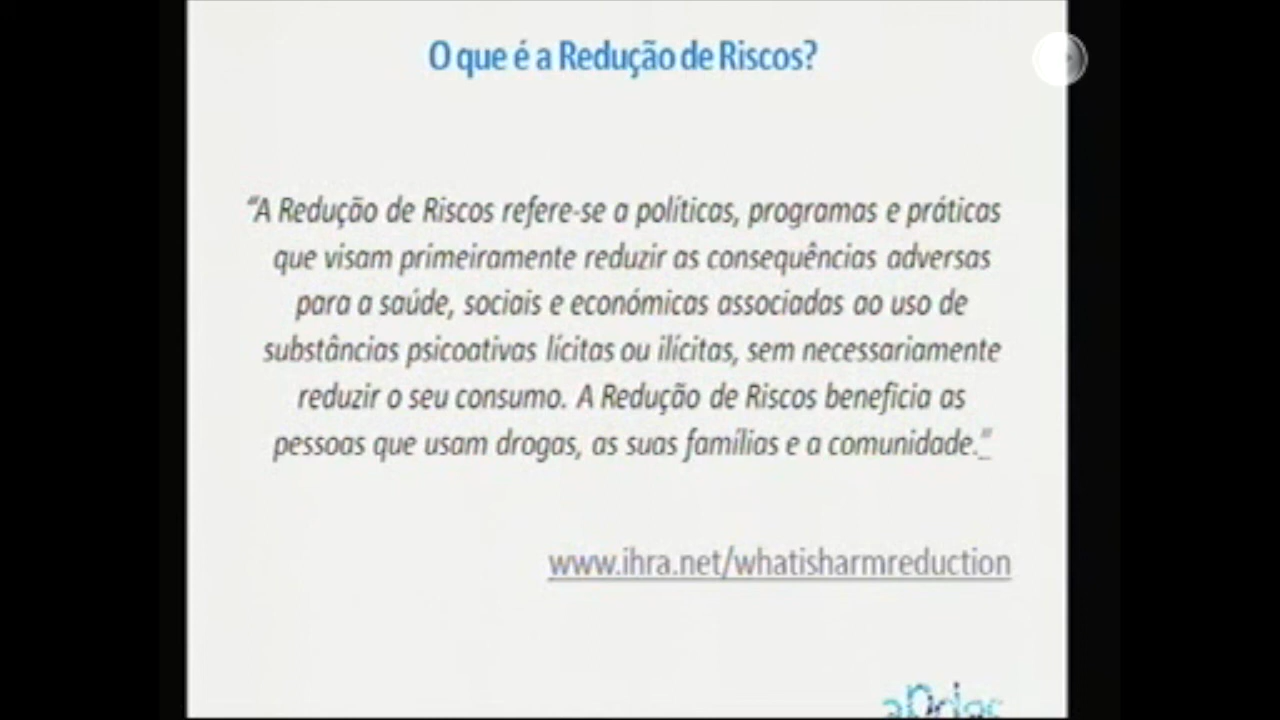 O que é a Redução de Riscos?
“A Redução de Riscos refere-se a políticas, programas e práticas
que visam primeiramente reduzir as consequências adversas
para a saúde, sociais e económicas associadas ao uso de
substâncias psicoativas lícitas ou ilícitas, sem necessariamente
reduzir o seu consumo. A Redução de Riscos beneficia as
pessoas que usam drogas, as suas famílias e a comunidade.”
www.ihra.net/whatisharmreduction